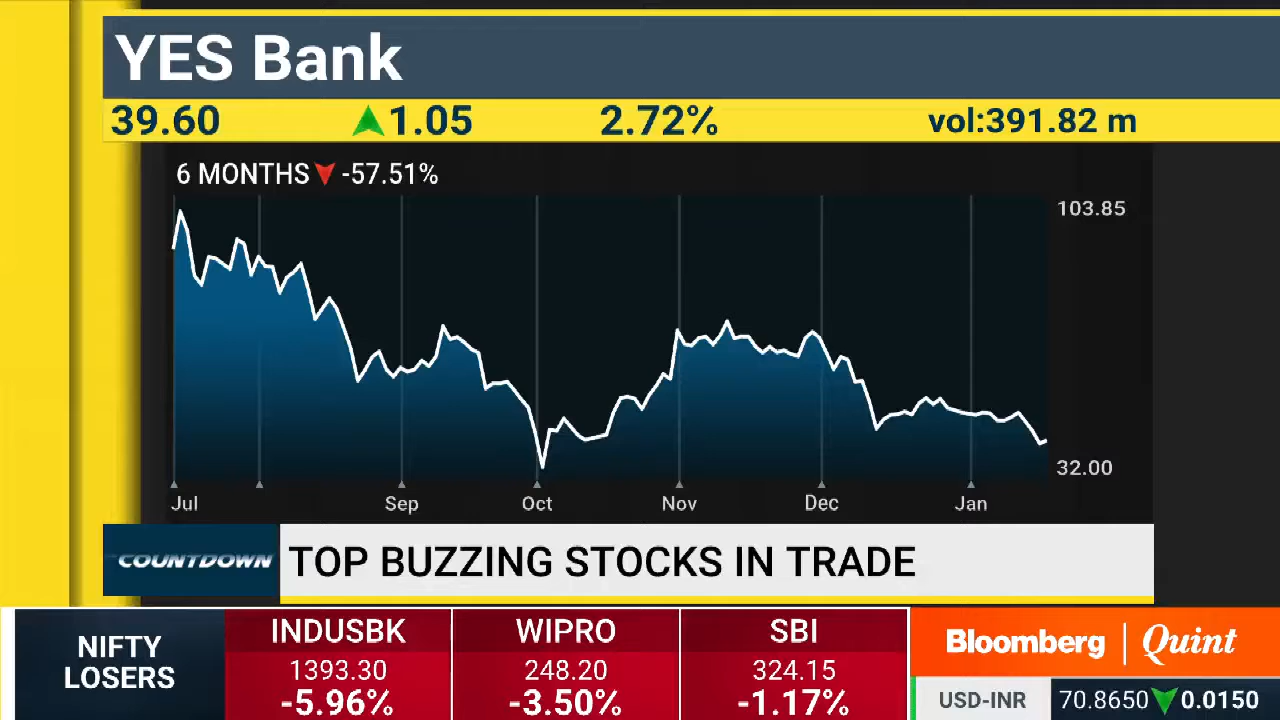 YES Bank
39.60 1.05 2.72% vol:391.82 m
6 MONTHS -57.51%
103.85
32.00
Jul Sep Oct Nov Dec Jan
COUNTDOWN TOP BUZZING STOCKS IN TRADE
NIFTY LOSERS
INDUSBK
1393.30
-5.96%
WIPRO
248.20
-3.50%
SBI
324.15
-1.17%
Bloomberg | Quint
USD-INR 70.8650 0.0150